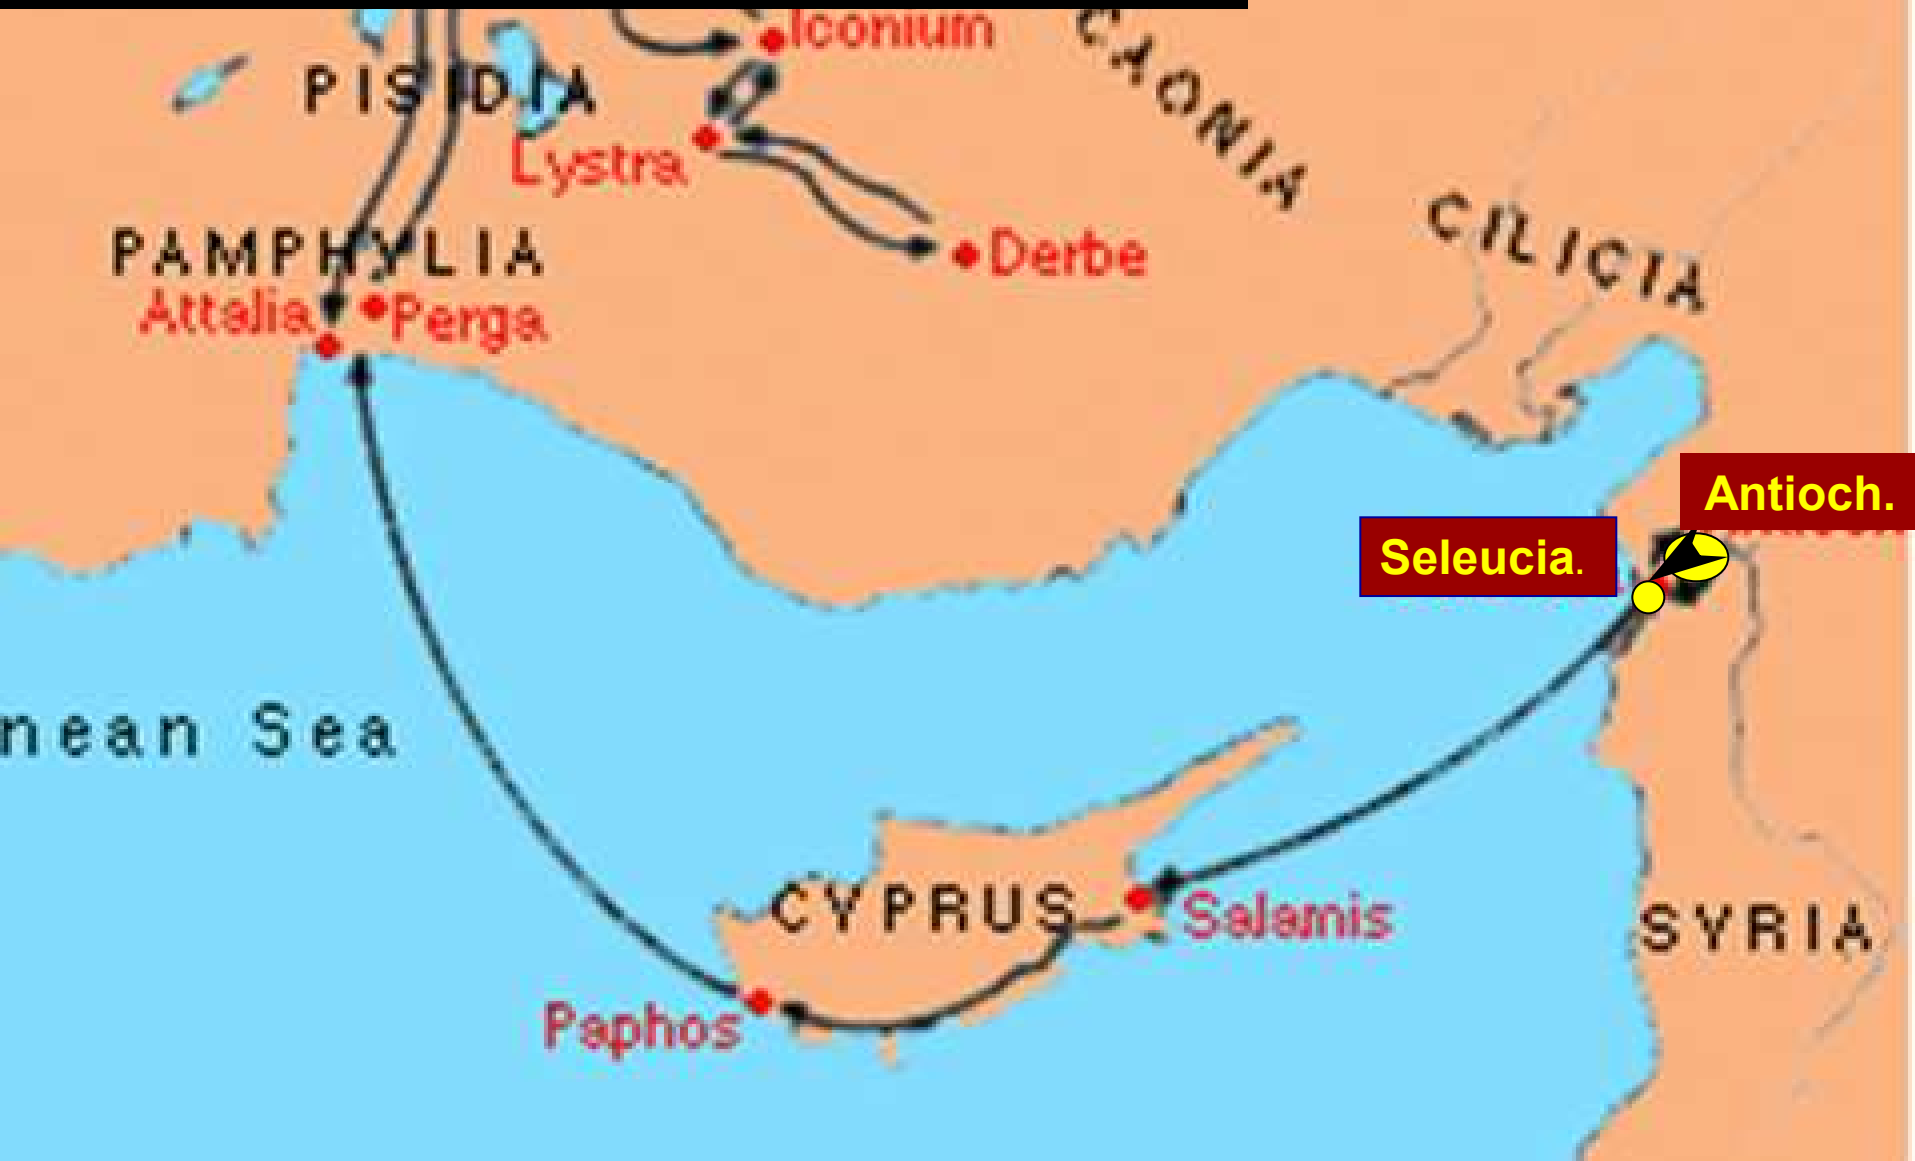 Iconium
CAONIA
PISIDIA
Lystra
CILICIA
PAMPHYLIA
Derbe
Attalia
Perga
Antioch.
Seleucia.
nean Sea
CYPRUS
Salamis
SYRIA
Paphos